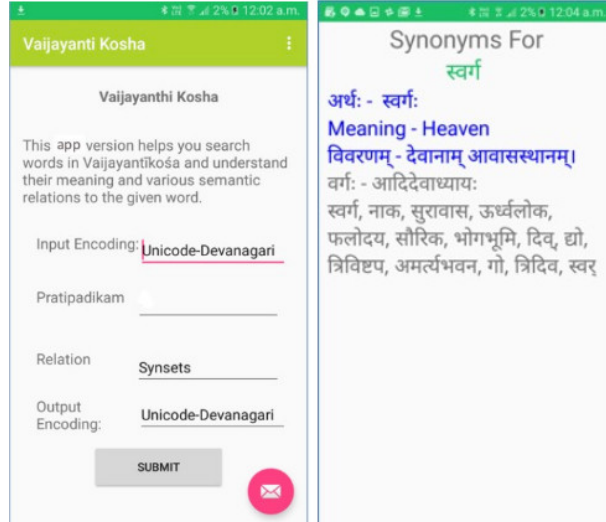 2% 12:02 a.m.
Vaijayanti Kosha
Vaijayanthi Kosha
This app version helps you search
words in Vaijayantīkośa and understand
their meaning and various semantic
relations to the given word.
Input Encoding: Unicode-Devanagari
Pratipadikam
Relation Synsets
Output Encoding: Unicode-Devanagari
SUBMIT
2% 12:04 a.m.
Synonyms For
स्वर्ग
अर्थः - स्वर्गः
Meaning - Heaven
विवरणम् - देवानाम् आवासस्थानम्।
वर्गः - आदिदेवाध्यायः
स्वर्ग, नाक, सुरावास, ऊर्ध्वलोक,
फलोदय, सौरिक, भोगभूमि, दिव्, द्यो,
त्रिविष्टप, अमर्त्यभवन, गो, त्रिदिव, स्वर्